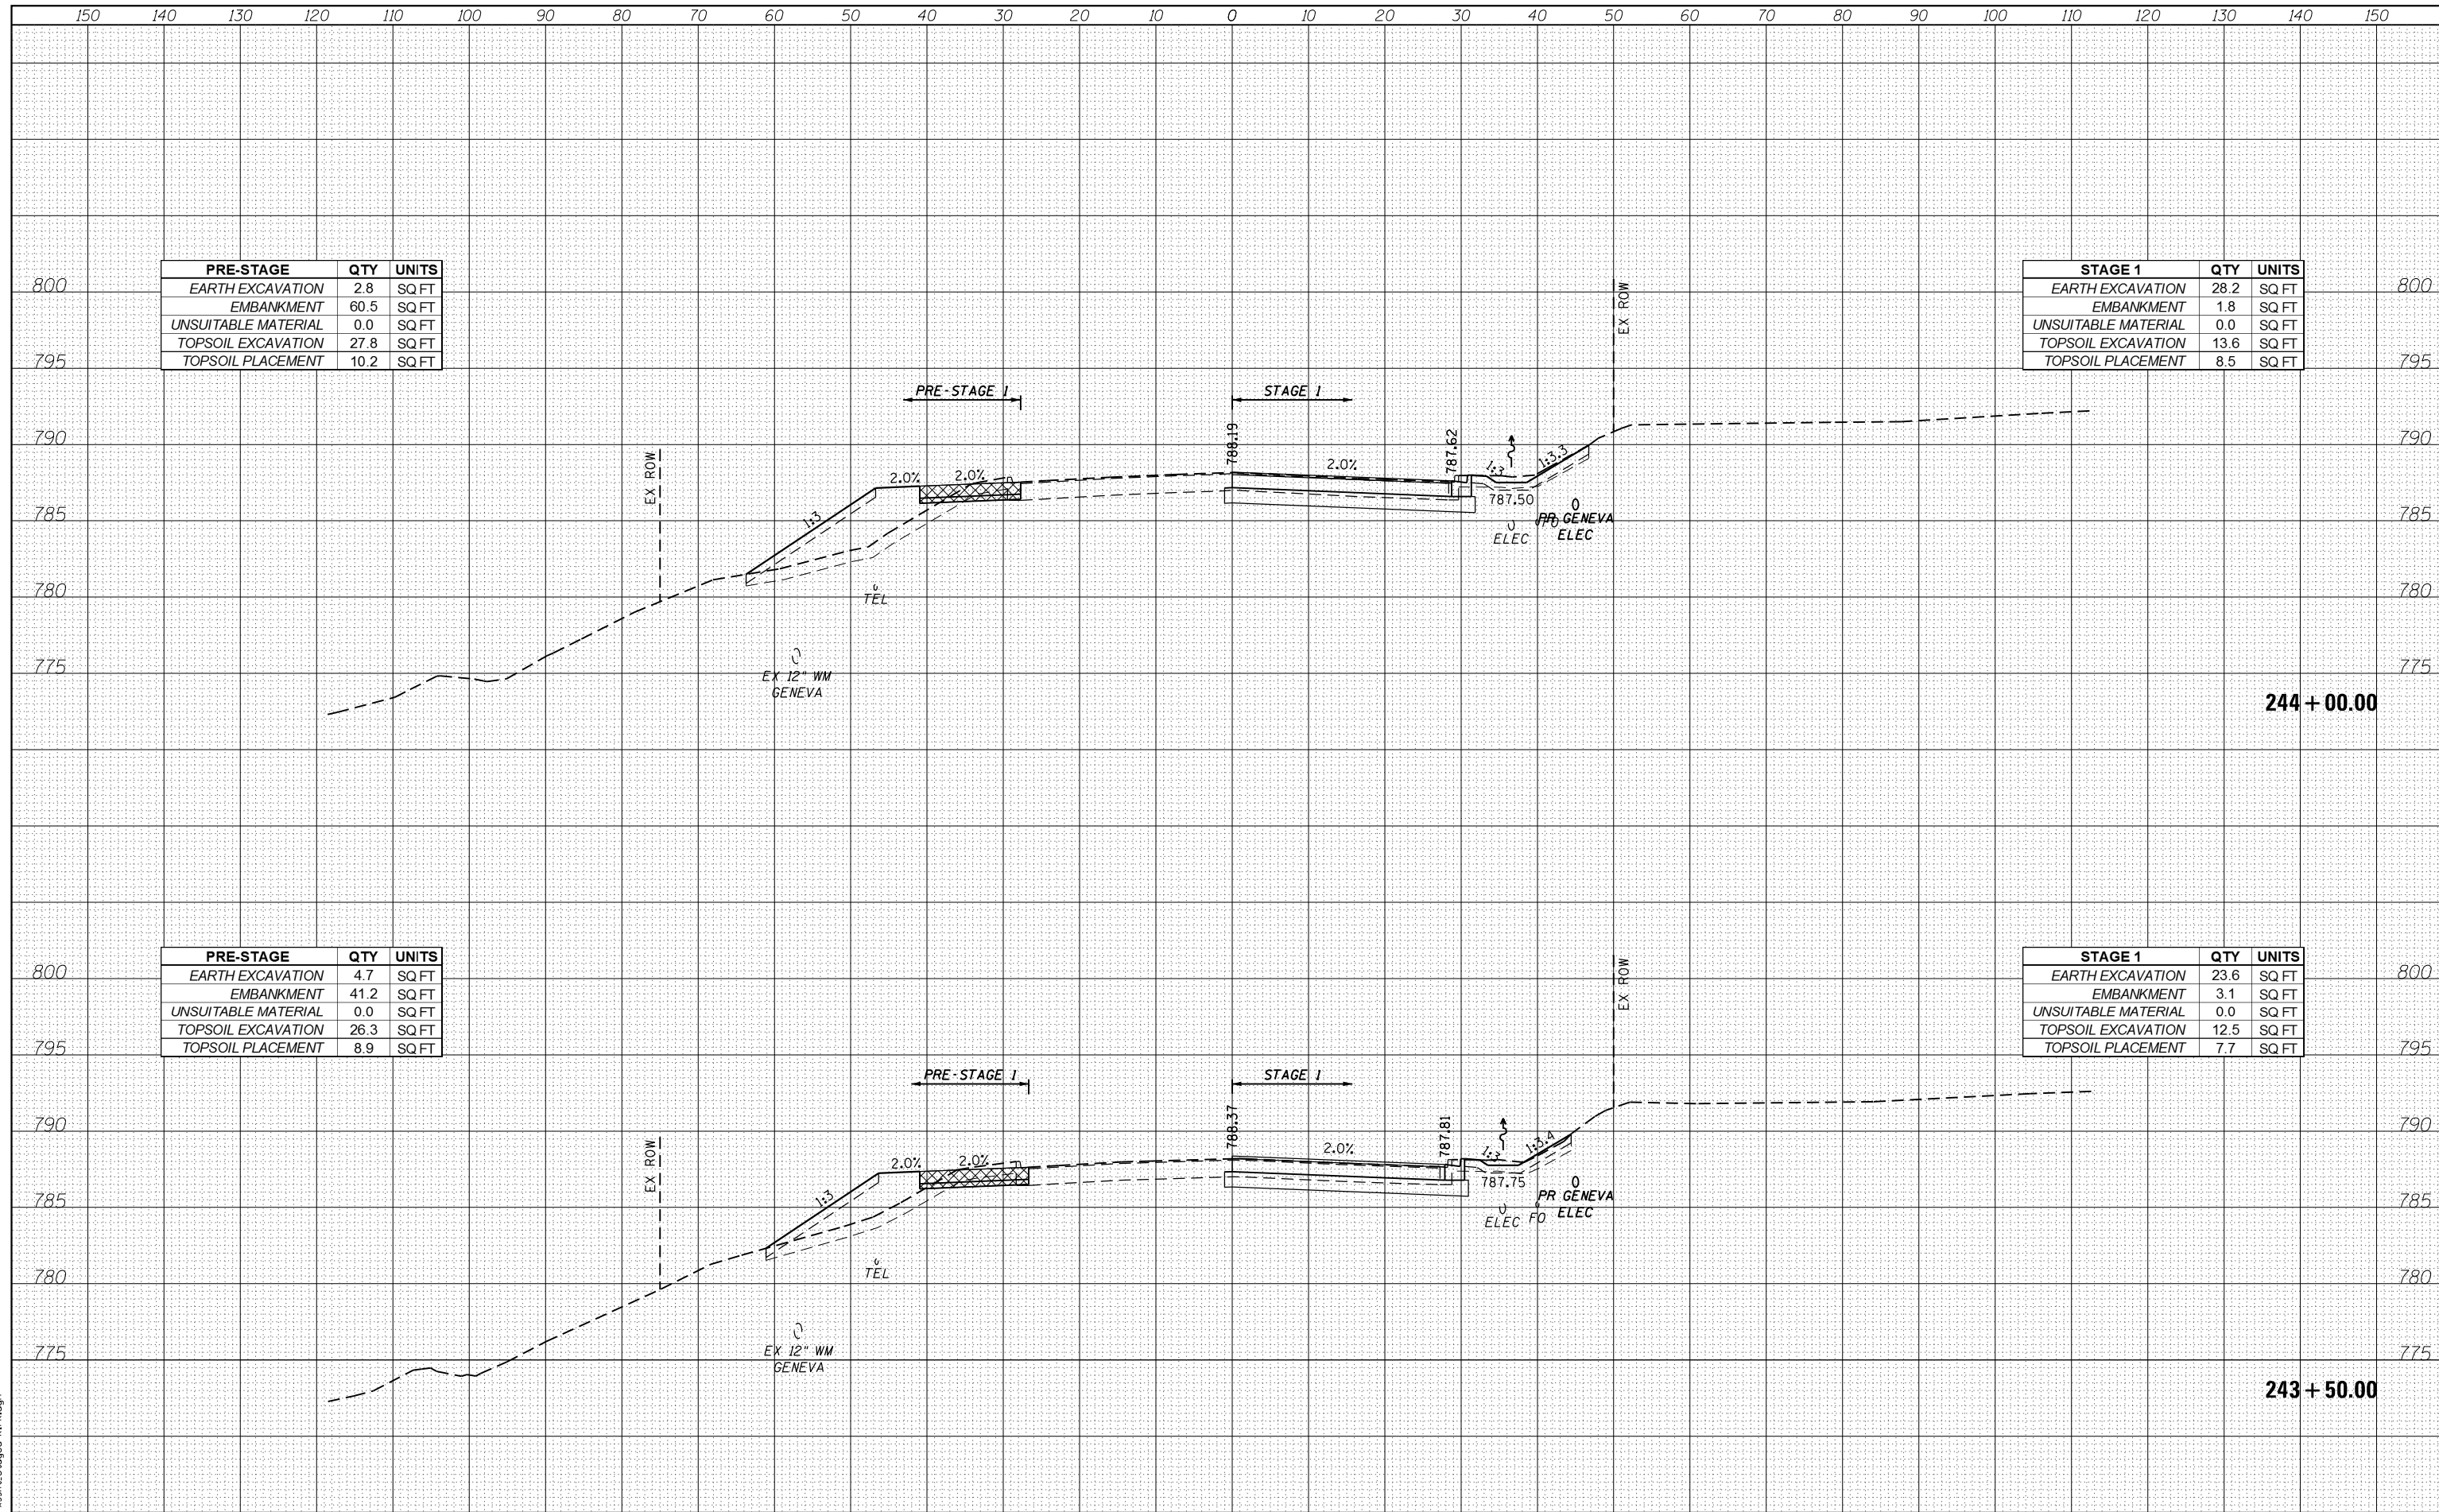 150 140 130 120 110 100 90 80 70 60 50 40 30 20 10 0 10 20 30 40 50 60 70 80 90 100 110 120 130 140 150
PRE-STAGE QTY UNITS
EARTH EXCAVATION 2.8 SQ FT
EMBANKMENT 60.5 SQ FT
UNSUITABLE MATERIAL 0.0 SQ FT
TOPSOIL EXCAVATION 27.8 SQ FT
TOPSOIL PLACEMENT 10.2 SQ FT
STAGE 1 QTY UNITS
EARTH EXCAVATION 28.2 SQ FT
EMBANKMENT 1.8 SQ FT
UNSUITABLE MATERIAL 0.0 SQ FT
TOPSOIL EXCAVATION 13.6 SQ FT
TOPSOIL PLACEMENT 8.5 SQ FT
800 800
795 795
790 790
785 785
780 780
775 775
EX ROW
EX ROW
PRE-STAGE 1
STAGE 1
788.19
787.62
2.0%
2.0%
2.0%
1:3
1:3
1:3.3
787.50
PR GENEVA
ELEC
ELEC
FO
TEL
EX 12" WM
GENEVA
244+00.00
PRE-STAGE QTY UNITS
EARTH EXCAVATION 4.7 SQ FT
EMBANKMENT 41.2 SQ FT
UNSUITABLE MATERIAL 0.0 SQ FT
TOPSOIL EXCAVATION 26.3 SQ FT
TOPSOIL PLACEMENT 8.9 SQ FT
STAGE 1 QTY UNITS
EARTH EXCAVATION 23.6 SQ FT
EMBANKMENT 3.1 SQ FT
UNSUITABLE MATERIAL 0.0 SQ FT
TOPSOIL EXCAVATION 12.5 SQ FT
TOPSOIL PLACEMENT 7.7 SQ FT
800 800
795 795
790 790
785 785
780 780
775 775
EX ROW
EX ROW
PRE-STAGE 1
STAGE 1
788.37
787.81
2.0%
2.0%
2.0%
1:3
1:3
1:3.4
787.75
PR GENEVA
ELEC
ELEC
FO
TEL
EX 12" WM
GENEVA
243+50.00